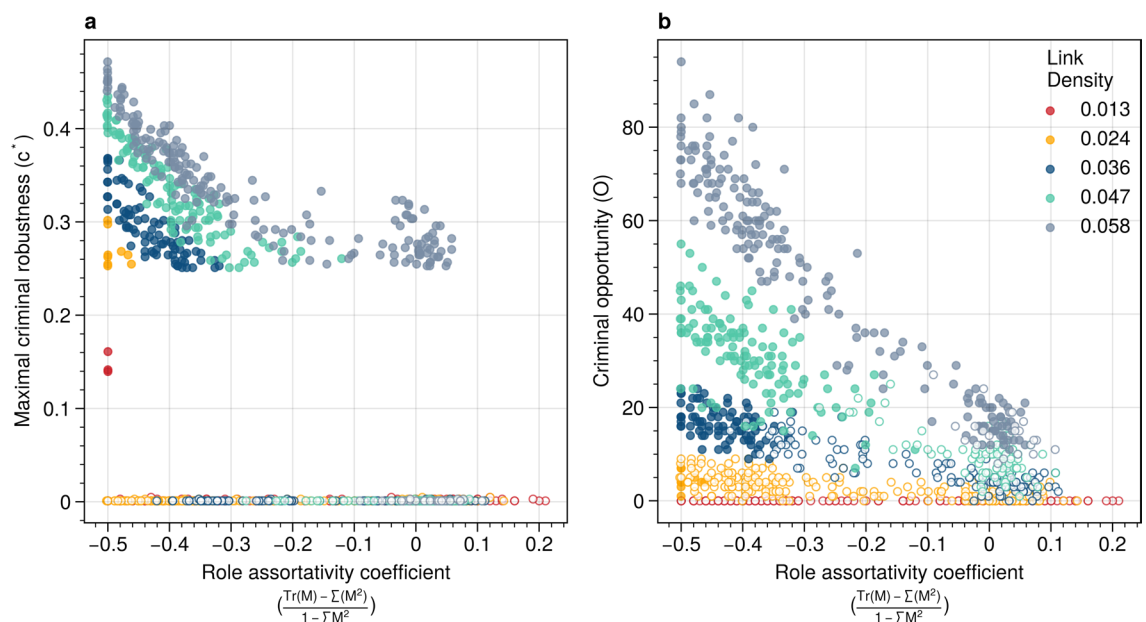 a
Maximal criminal robustness (c*)
0.4
0.3
0.2
0.1
0
−0.5 −0.4 −0.3 −0.2 −0.1 0 0.1 0.2
Role assortativity coefficient
(Tr(M) − Σ(M²)
1 − ΣM²)
b
Criminal opportunity (O)
80
60
40
20
0
−0.5 −0.4 −0.3 −0.2 −0.1 0 0.1 0.2
Role assortativity coefficient
(Tr(M) − Σ(M²)
1 − ΣM²)
Link
Density
0.013
0.024
0.036
0.047
0.058